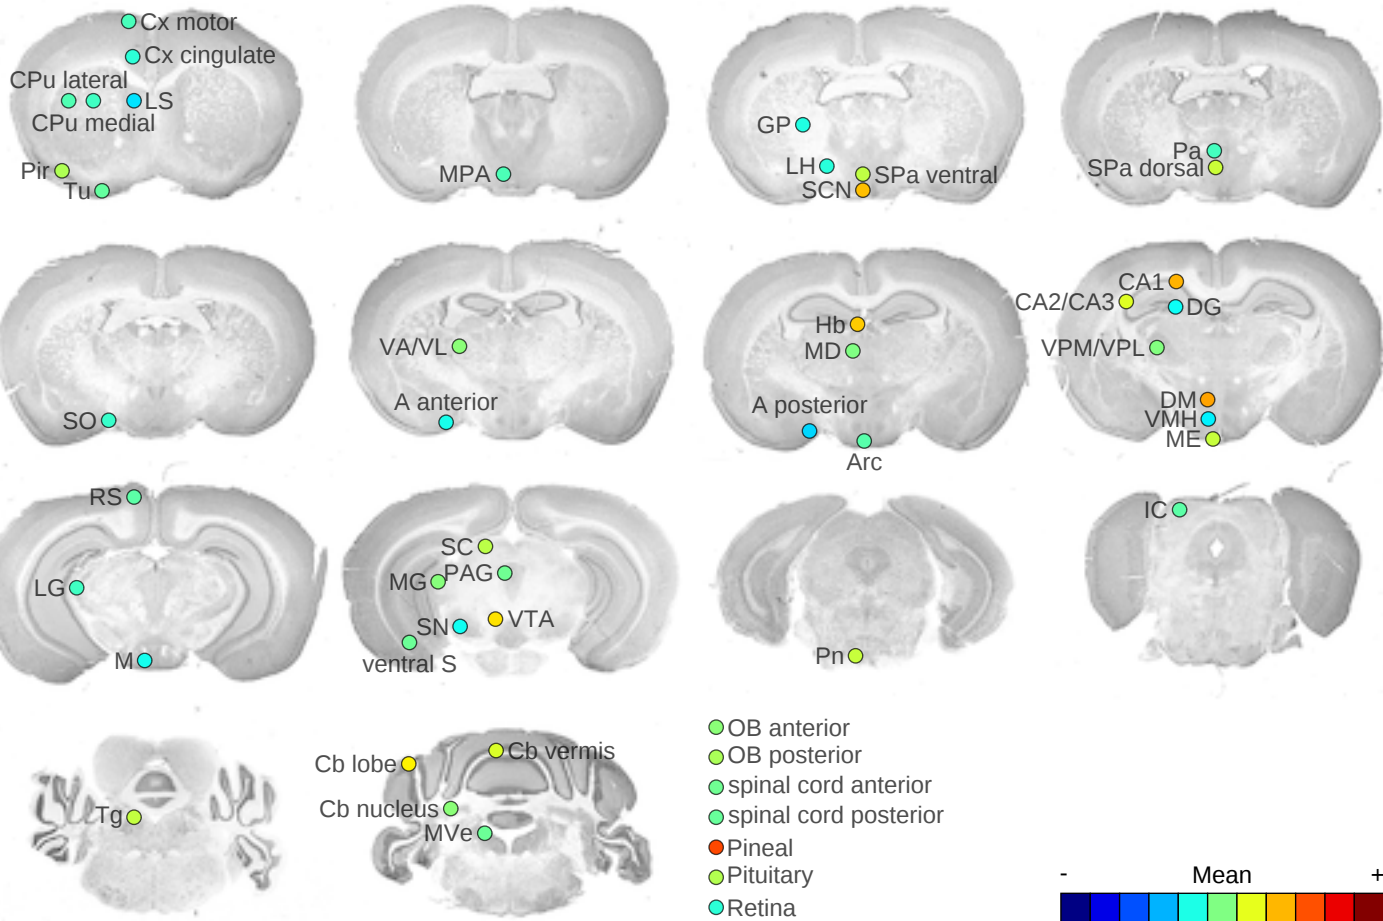 Cx motor
Cx cingulate
CPu lateral
LS
CPu medial
Pir
Tu
MPA
GP
LH
SPa ventral
SCN
Pa
SPa dorsal
SO
VA/VL
A anterior
Hb
MD
A posterior
Arc
CA1
CA2/CA3
DG
VPM/VPL
DM
VMH
ME
RS
LG
M
SC
PAG
MG
SN
VTA
ventral S
Pn
IC
Tg
Cb lobe
Cb vermis
Cb nucleus
MVe
OB anterior
OB posterior
spinal cord anterior
spinal cord posterior
Pineal
Pituitary
Retina
- Mean +